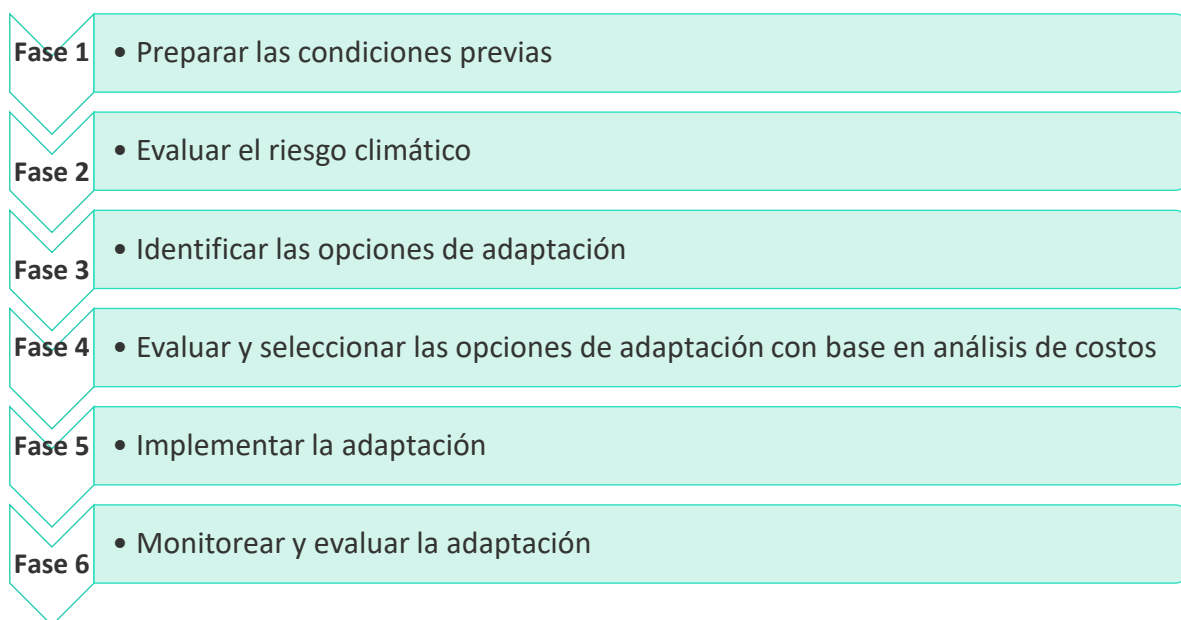 Fase 1 • Preparar las condiciones previas
Fase 2 • Evaluar el riesgo climático
Fase 3 • Identificar las opciones de adaptación
Fase 4 • Evaluar y seleccionar las opciones de adaptación con base en análisis de costos
Fase 5 • Implementar la adaptación
Fase 6 • Monitorear y evaluar la adaptación